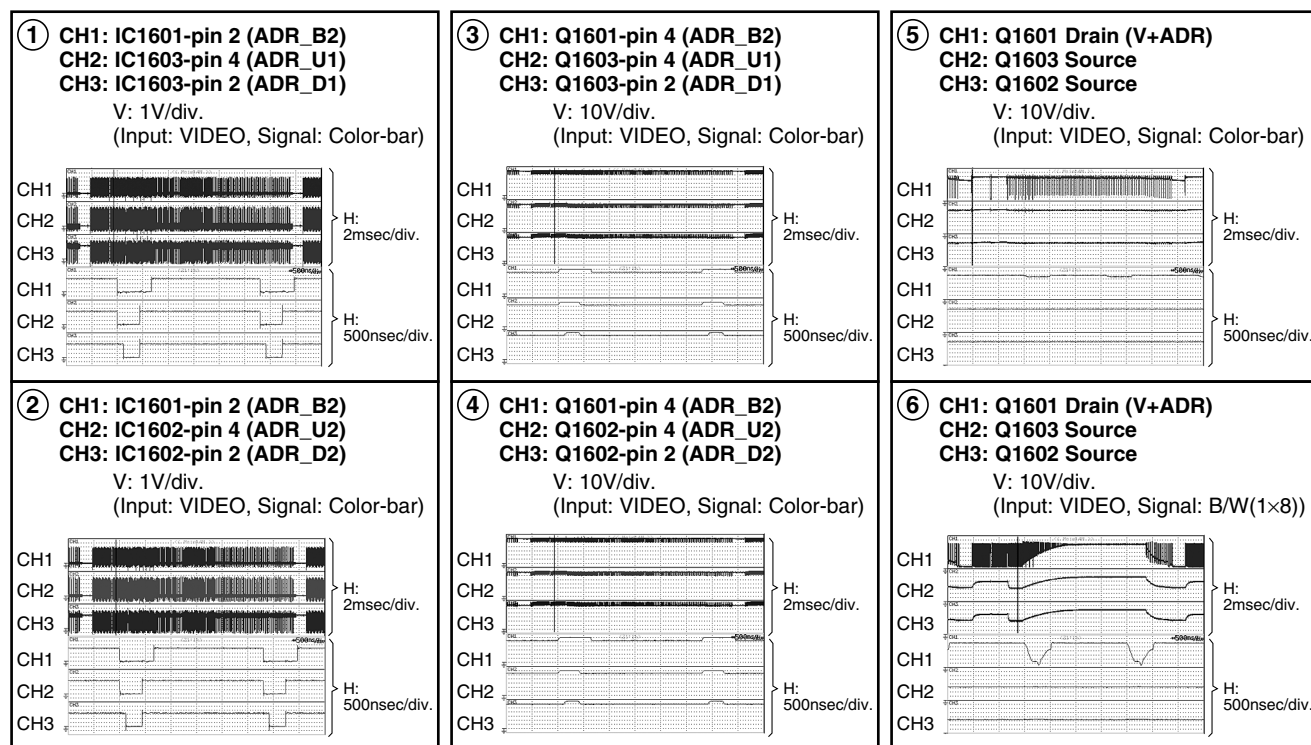 ① CH1: IC1601-pin 2 (ADR_B2)
CH2: IC1603-pin 4 (ADR_U1)
CH3: IC1603-pin 2 (ADR_D1)
V: 1V/div.
(Input: VIDEO, Signal: Color-bar)
CH1
CH2
CH3
H:
2msec/div.
CH1
CH2
CH3
H:
500nsec/div.
② CH1: IC1601-pin 2 (ADR_B2)
CH2: IC1602-pin 4 (ADR_U2)
CH3: IC1602-pin 2 (ADR_D2)
V: 1V/div.
(Input: VIDEO, Signal: Color-bar)
CH1
CH2
CH3
H:
2msec/div.
CH1
CH2
CH3
H:
500nsec/div.
③ CH1: Q1601-pin 4 (ADR_B2)
CH2: Q1603-pin 4 (ADR_U1)
CH3: Q1603-pin 2 (ADR_D1)
V: 10V/div.
(Input: VIDEO, Signal: Color-bar)
CH1
CH2
CH3
H:
2msec/div.
CH1
CH2
CH3
H:
500nsec/div.
④ CH1: Q1601-pin 4 (ADR_B2)
CH2: Q1602-pin 4 (ADR_U2)
CH3: Q1602-pin 2 (ADR_D2)
V: 10V/div.
(Input: VIDEO, Signal: Color-bar)
CH1
CH2
CH3
H:
2msec/div.
CH1
CH2
CH3
H:
500nsec/div.
⑤ CH1: Q1601 Drain (V+ADR)
CH2: Q1603 Source
CH3: Q1602 Source
V: 10V/div.
(Input: VIDEO, Signal: Color-bar)
CH1
CH2
CH3
H:
2msec/div.
CH1
CH2
CH3
H:
500nsec/div.
⑥ CH1: Q1601 Drain (V+ADR)
CH2: Q1603 Source
CH3: Q1602 Source
V: 10V/div.
(Input: VIDEO, Signal: B/W(1×8))
CH1
CH2
CH3
H:
2msec/div.
CH1
CH2
CH3
H:
500nsec/div.